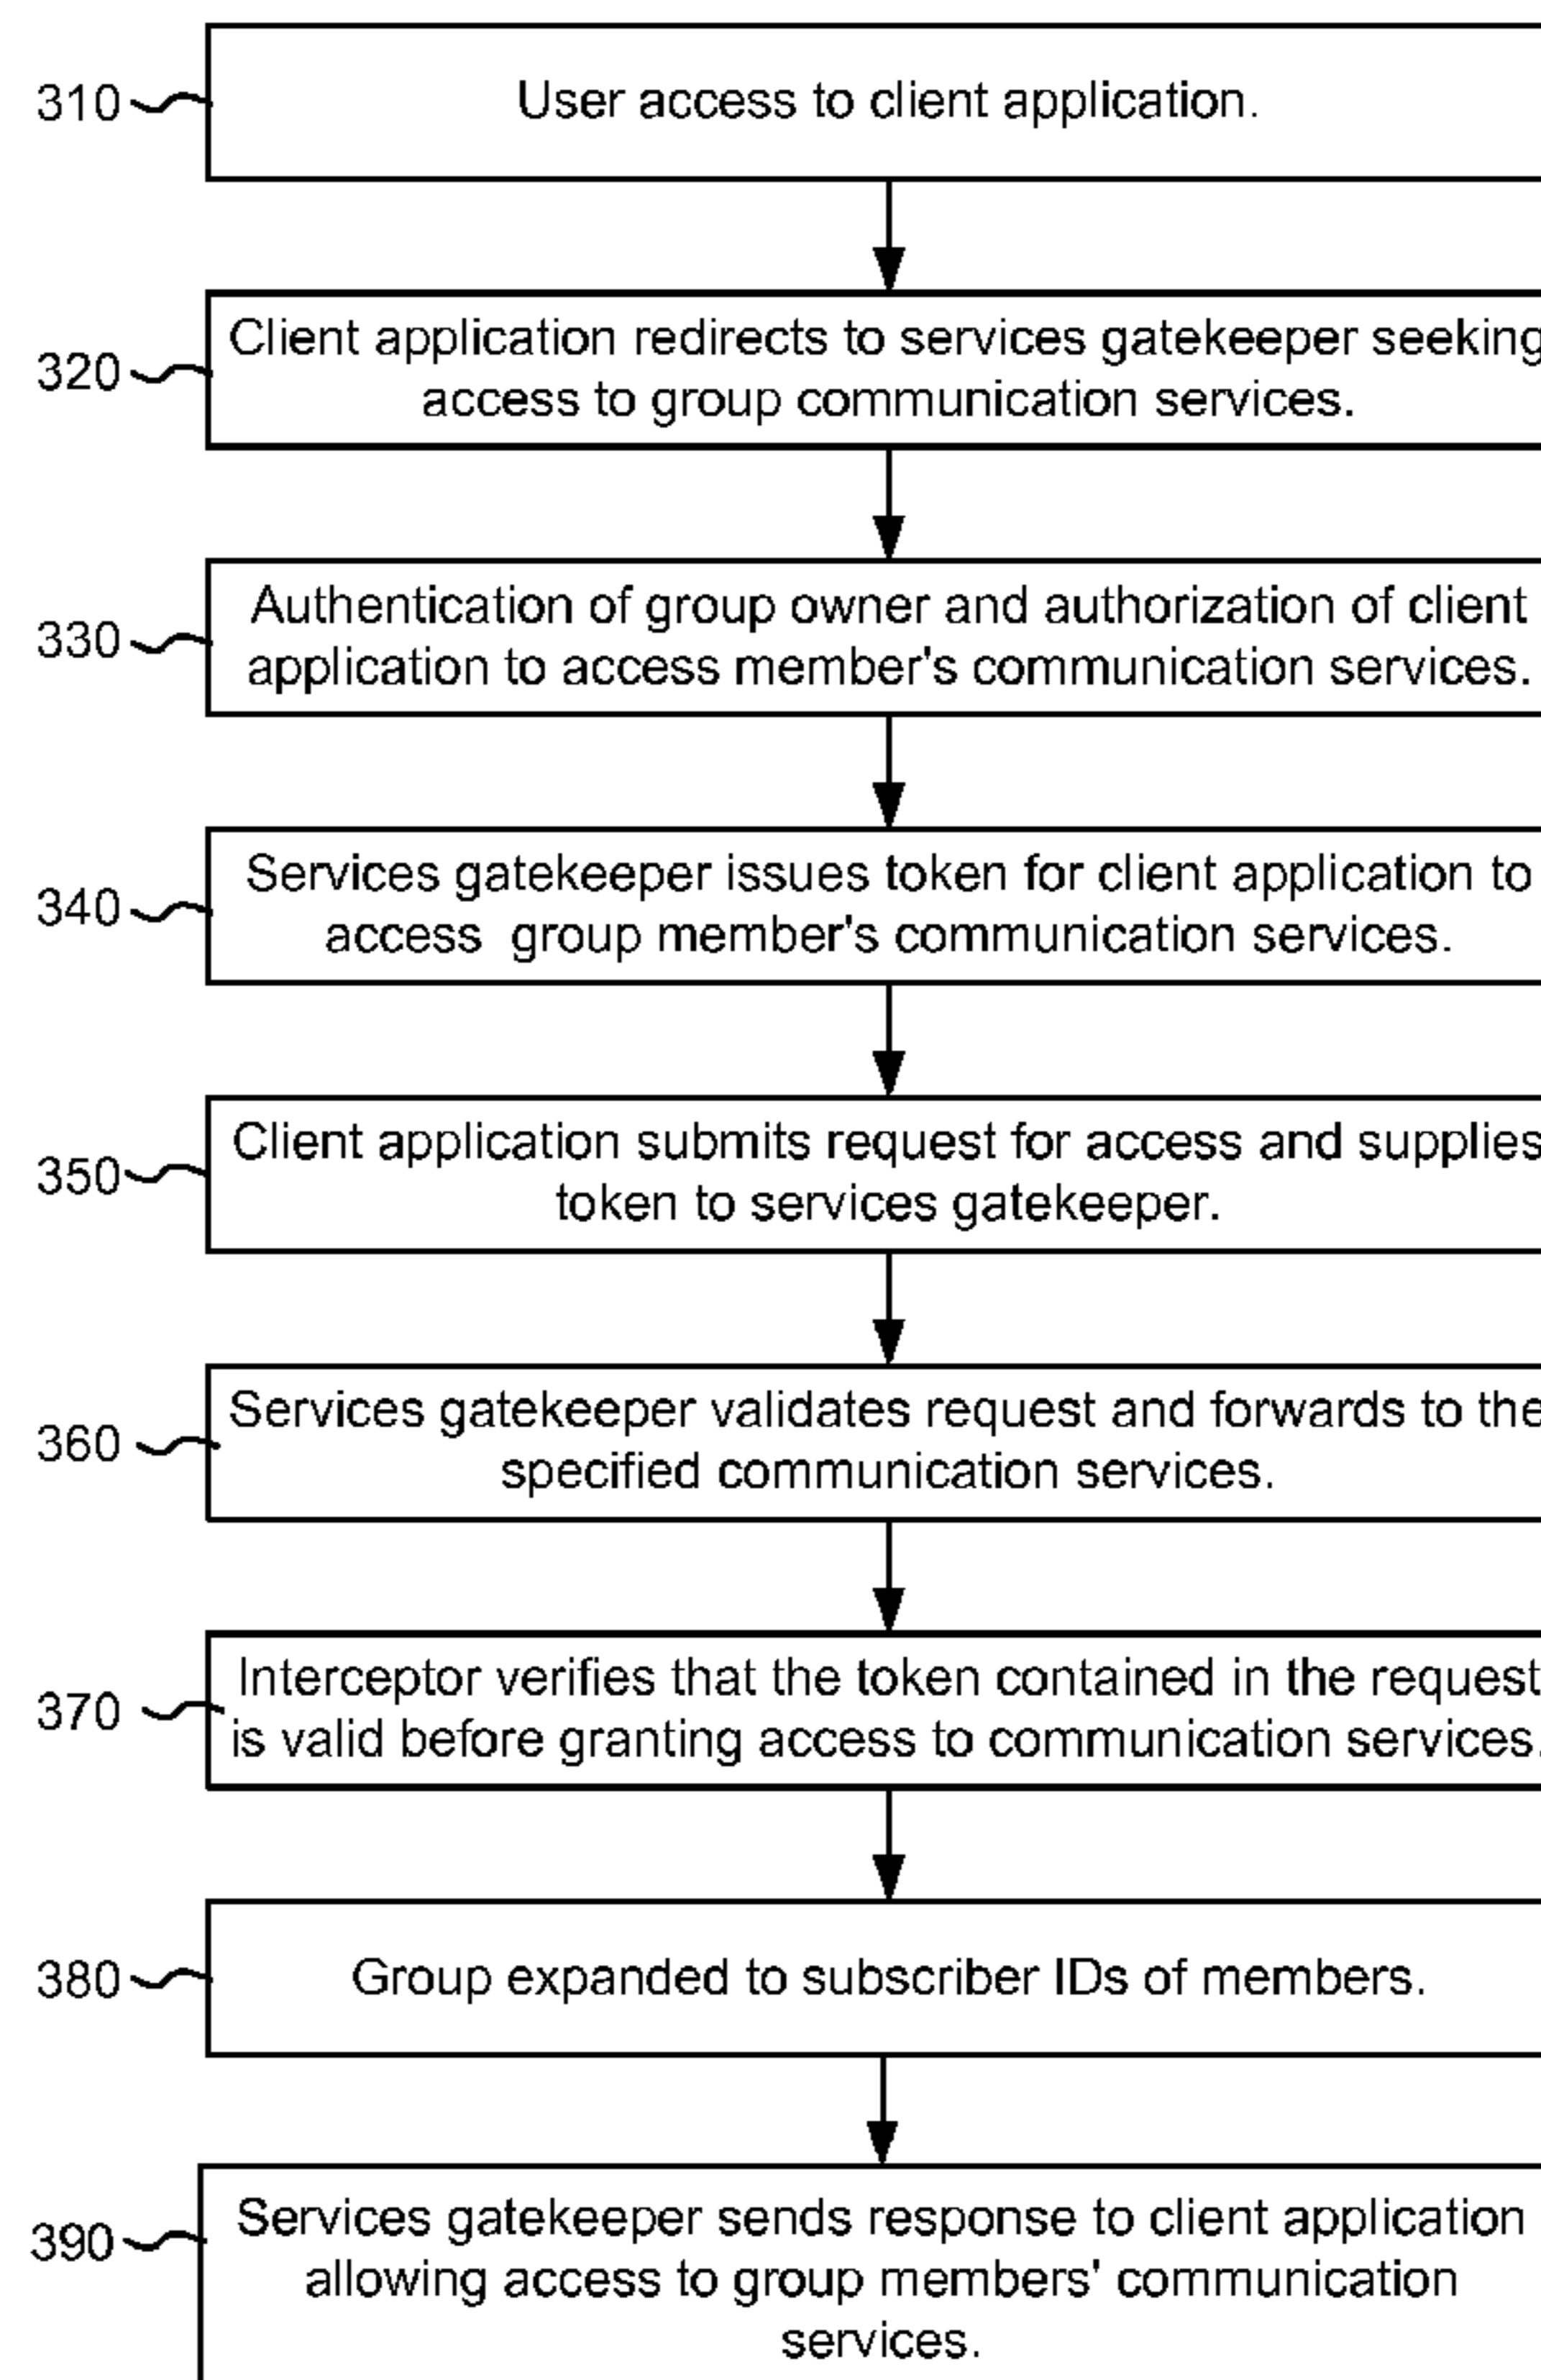 310
User access to client application.
320
Client application redirects to services gatekeeper seeking
access to group communication services.
330
Authentication of group owner and authorization of client
application to access member's communication services.
340
Services gatekeeper issues token for client application to
access group member's communication services.
350
Client application submits request for access and supplies
token to services gatekeeper.
360
Services gatekeeper validates request and forwards to the
specified communication services.
370
Interceptor verifies that the token contained in the request
is valid before granting access to communication services.
380
Group expanded to subscriber IDs of members.
390
Services gatekeeper sends response to client application
allowing access to group members' communication
services.